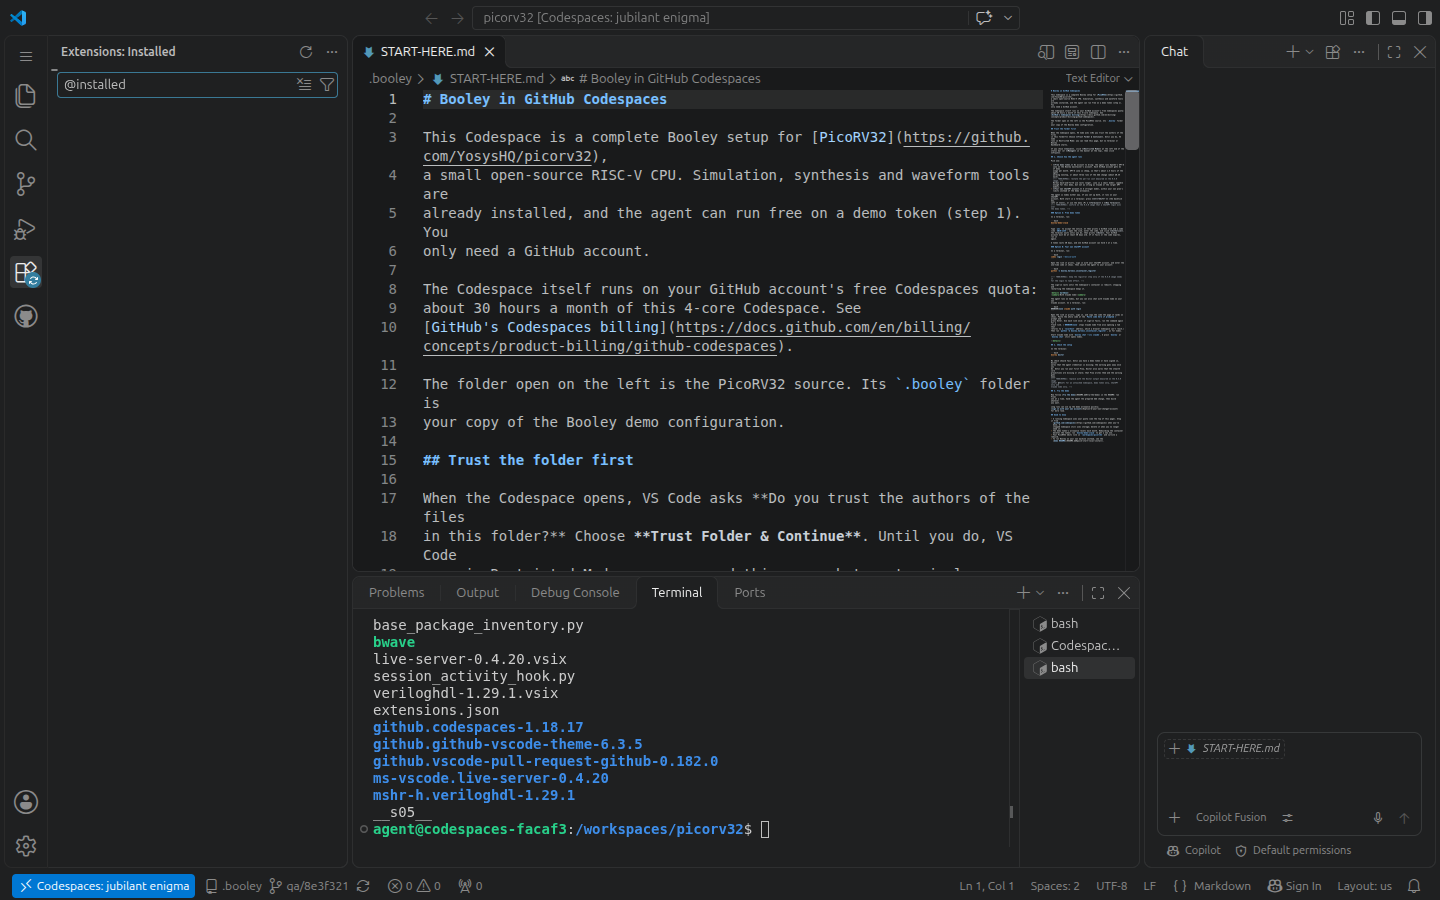 picorv32 [Codespaces: jubilant enigma]
Extensions: Installed
@installed
START-HERE.md
.booley > START-HERE.md > abc # Booley in GitHub Codespaces
Text Editor
1 # Booley in GitHub Codespaces
2
3 This Codespace is a complete Booley setup for [PicoRV32](https://github.
com/YosysHQ/picorv32),
4 a small open-source RISC-V CPU. Simulation, synthesis and waveform tools
are
5 already installed, and the agent can run free on a demo token (step 1).
You
6 only need a GitHub account.
7
8 The Codespace itself runs on your GitHub account's free Codespaces quota:
9 about 30 hours a month of this 4-core Codespace. See
10 [GitHub's Codespaces billing](https://docs.github.com/en/billing/
concepts/product-billing/github-codespaces).
11
12 The folder open on the left is the PicoRV32 source. Its `.booley` folder
is
13 your copy of the Booley demo configuration.
14
15 ## Trust the folder first
16
17 When the Codespace opens, VS Code asks **Do you trust the authors of the
files
18 in this folder?** Choose **Trust Folder & Continue**. Until you do, VS
Code
Problems
Output
Debug Console
Terminal
Ports
base_package_inventory.py
bwave
live-server-0.4.20.vsix
session_activity_hook.py
veriloghdl-1.29.1.vsix
extensions.json
github.codespaces-1.18.17
github.github-vscode-theme-6.3.5
github.vscode-pull-request-github-0.182.0
ms-vscode.live-server-0.4.20
mshr-h.veriloghdl-1.29.1
__s05__
agent@codespaces-facaf3:/workspaces/picorv32$
bash
Codespac...
bash
Chat
START-HERE.md
Copilot Fusion
Copilot
Default permissions
Codespaces: jubilant enigma
.booley
qa/8e3f321
0
0
0
Ln 1, Col 1
Spaces: 2
UTF-8
LF
{ } Markdown
Sign In
Layout: us